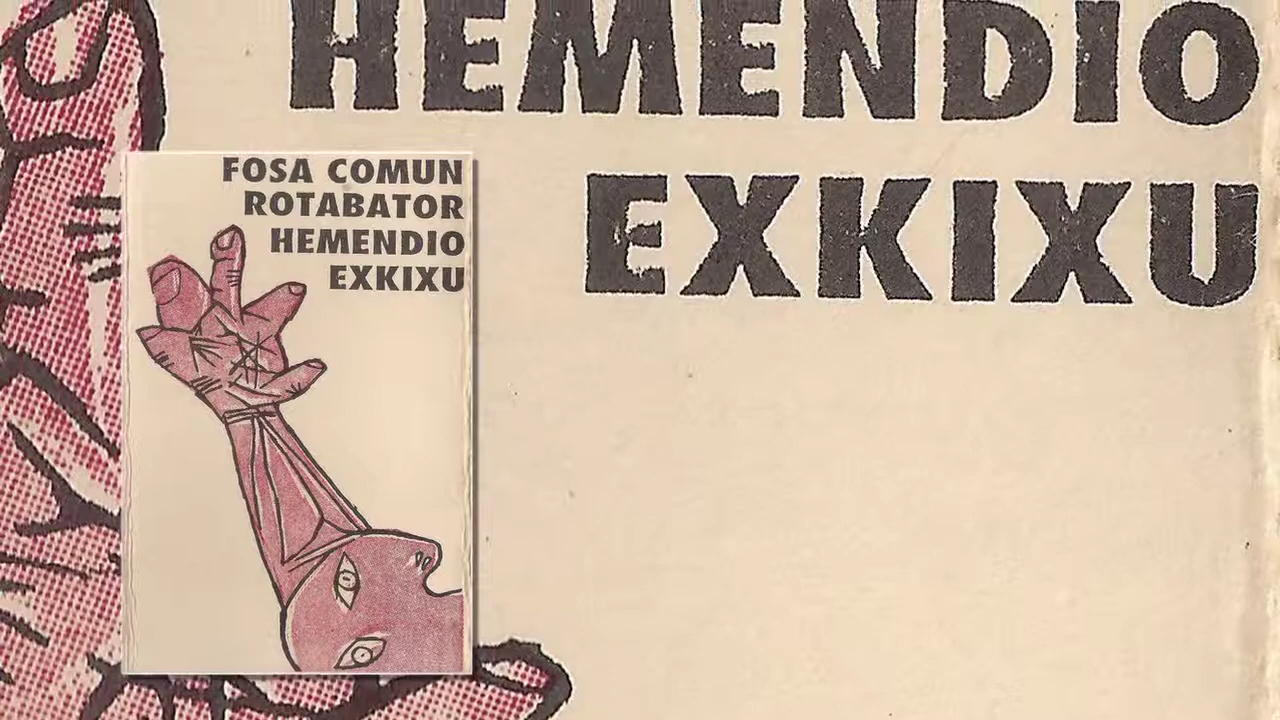 HEMENDIO
EXKIXU
FOSA COMUN
ROTABATOR
HEMENDIO
EXKIXU